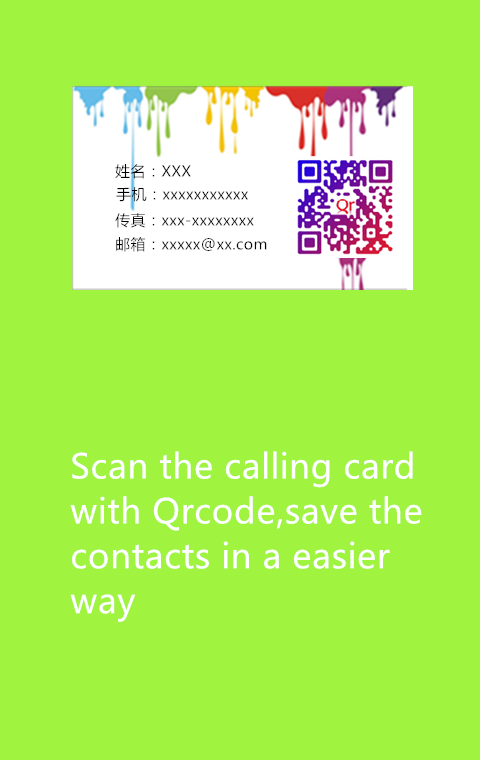 姓名：XXX
手机：xxxxxxxxxxx
传真：xxx-xxxxxxxx
邮箱：xxxxx@xx.com
Qr
Scan the calling card
with Qrcode,save the
contacts in a easier
way